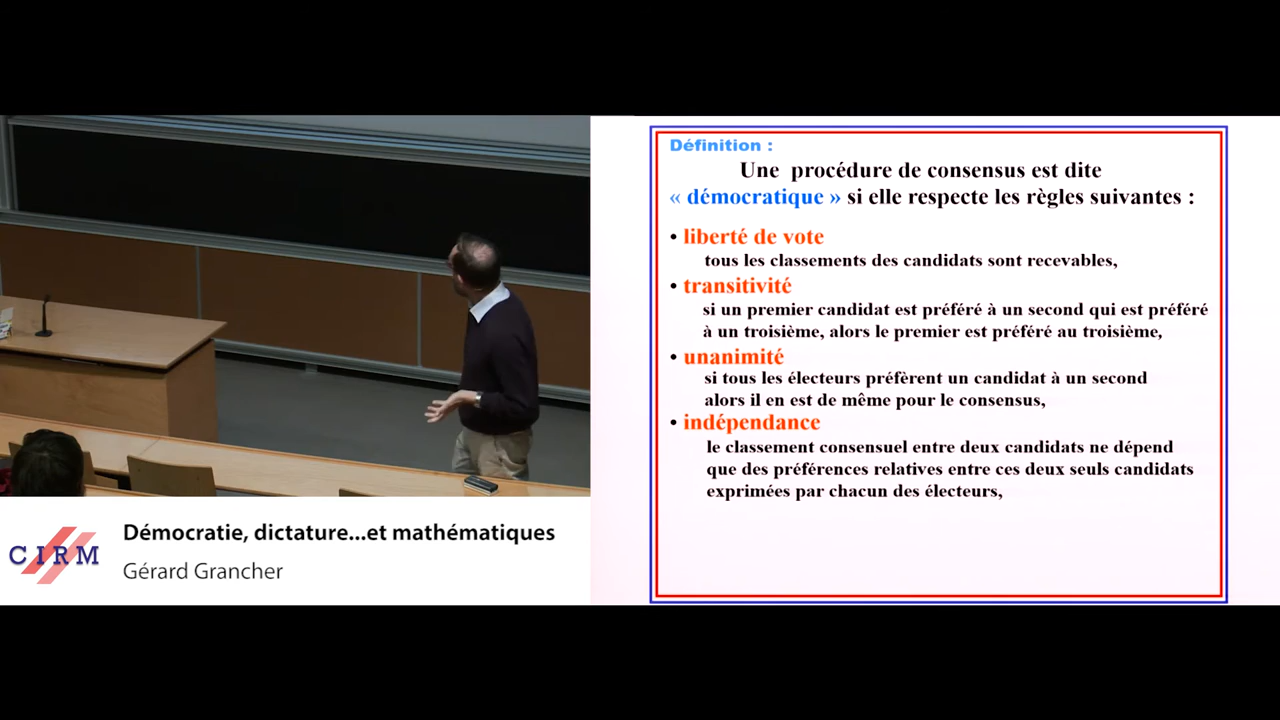 Définition :
Une procédure de consensus est dite
« démocratique » si elle respecte les règles suivantes :
• liberté de vote
tous les classements des candidats sont recevables,
• transitivité
si un premier candidat est préféré à un second qui est préféré
à un troisième, alors le premier est préféré au troisième,
• unanimité
si tous les électeurs préfèrent un candidat à un second
alors il en est de même pour le consensus,
• indépendance
le classement consensuel entre deux candidats ne dépend
que des préférences relatives entre ces deux seuls candidats
exprimées par chacun des électeurs,
CIRM
Démocratie, dictature...et mathématiques
Gérard Grancher